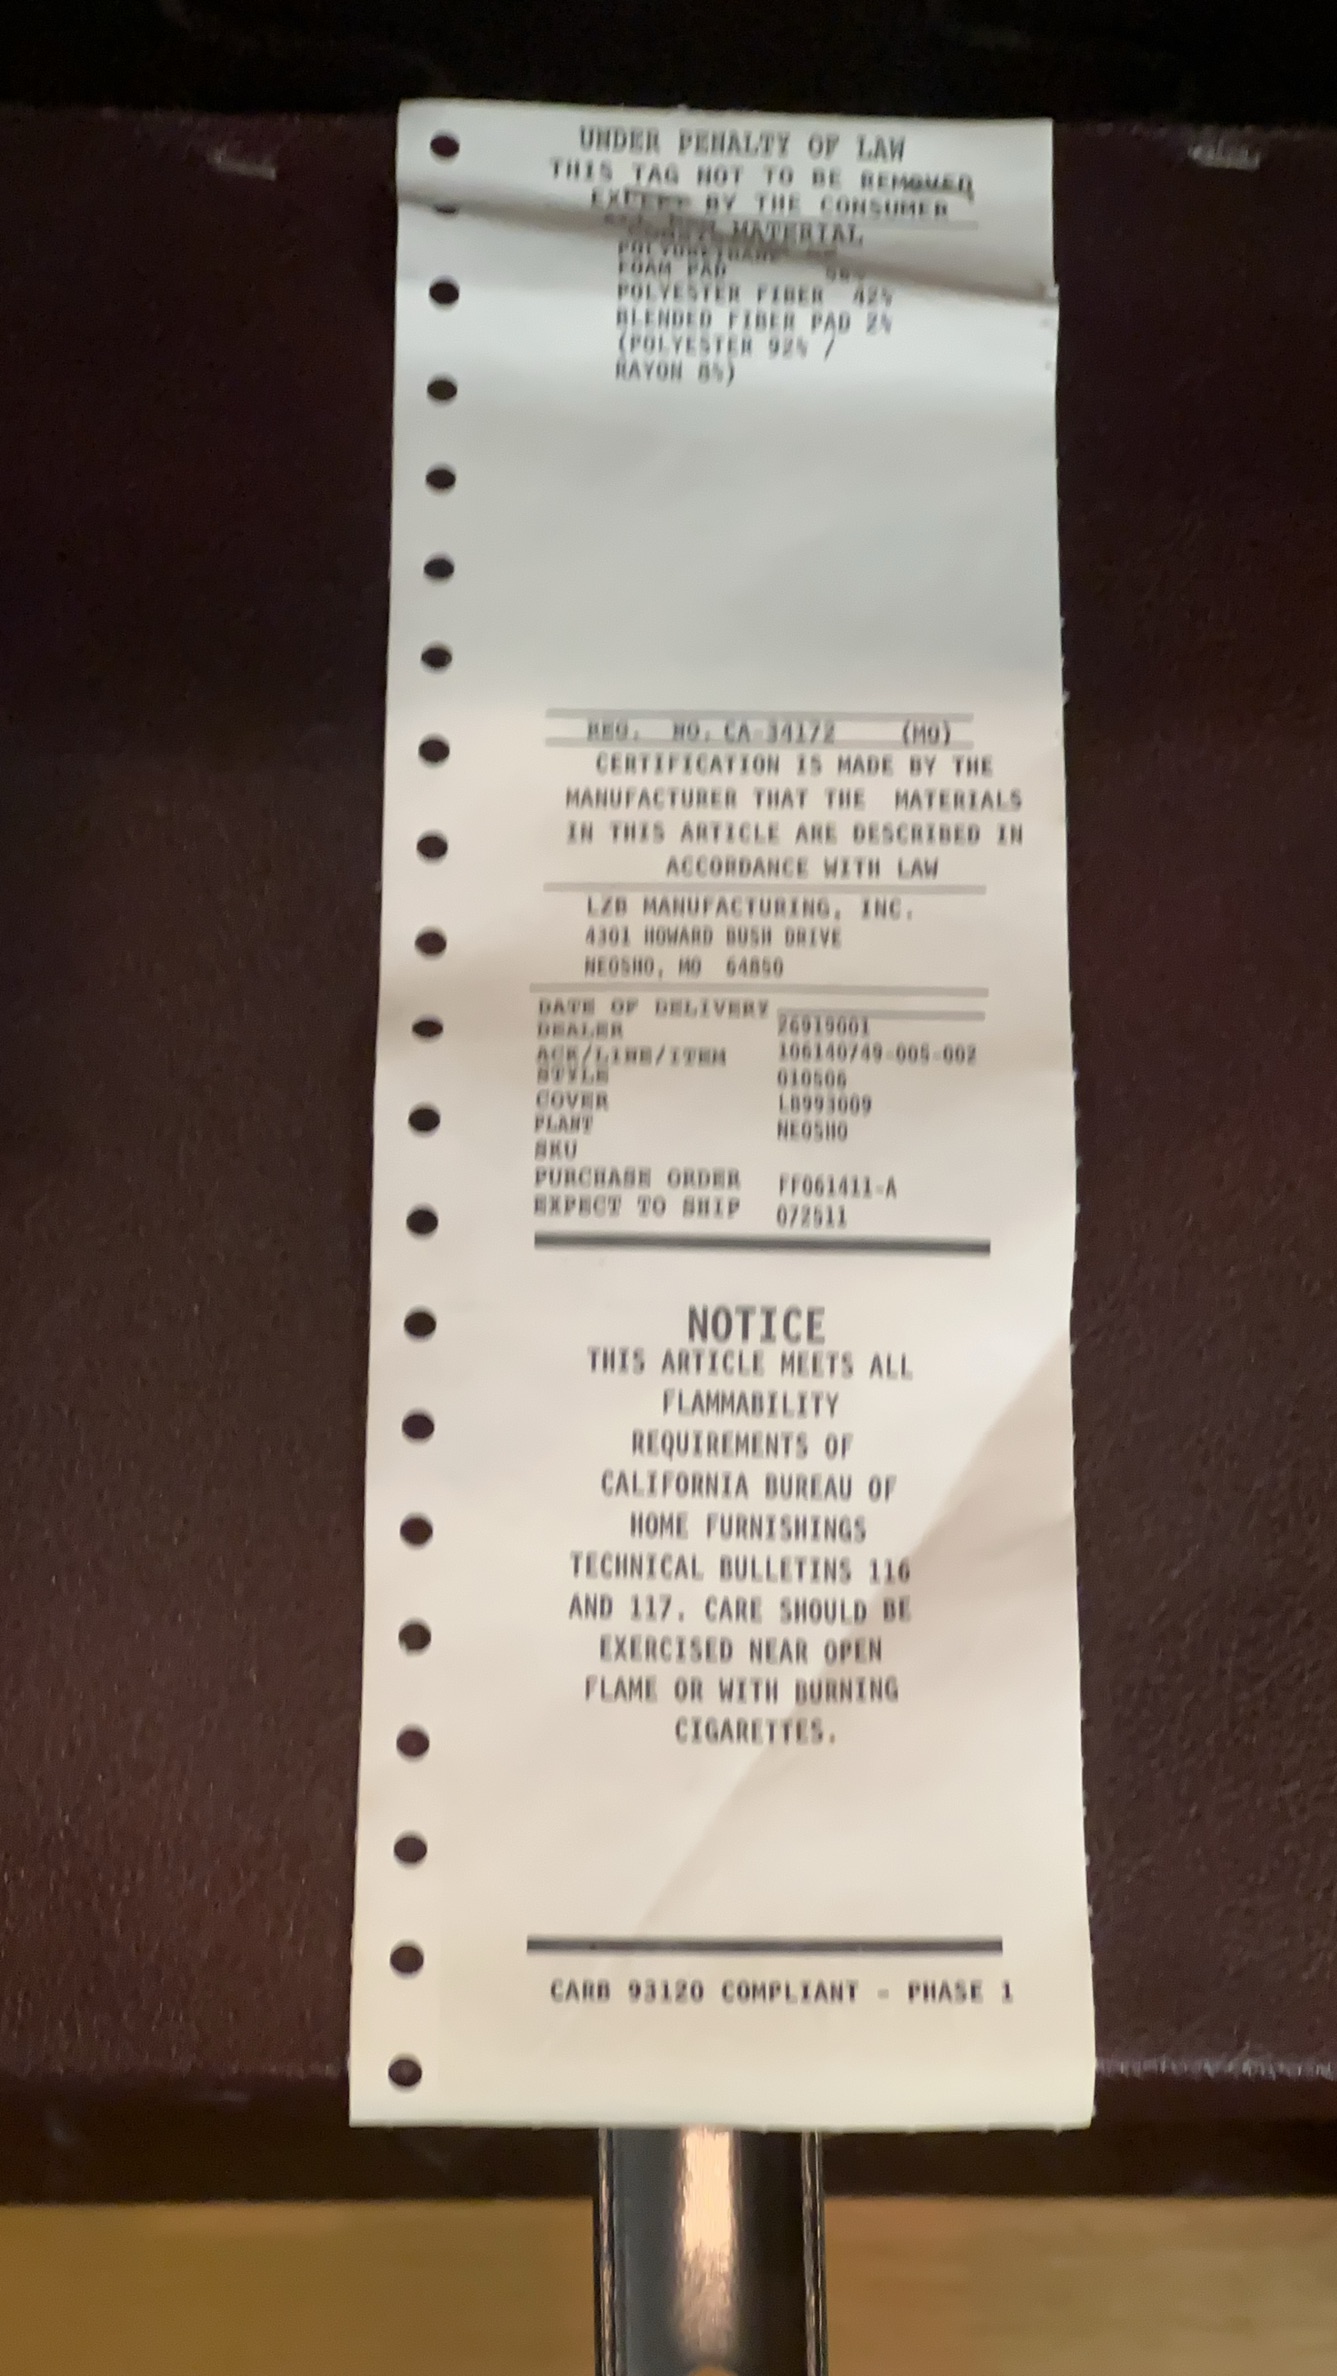 UNDER PENALTY OF LAW
THIS TAG NOT TO BE REMOVED
EXCEPT BY THE CONSUMER
ALL NEW MATERIAL
POLYURETHANE
FOAM PAD 56%
POLYESTER FIBER 42%
BLENDED FIBER PAD 2%
(POLYESTER 92% /
RAYON 8%)
REG. NO. CA-34172 (MO)
CERTIFICATION IS MADE BY THE
MANUFACTURER THAT THE MATERIALS
IN THIS ARTICLE ARE DESCRIBED IN
ACCORDANCE WITH LAW
LZB MANUFACTURING, INC.
4301 HOWARD BUSH DRIVE
NEOSHO, MO 64850
DATE OF DELIVERY
DEALER 26919001
ACK/LINE/ITEM 106140749-005-002
STYLE 010506
COVER LB993009
PLANT NEOSHO
SKU
PURCHASE ORDER FF061411-A
EXPECT TO SHIP 072511
NOTICE
THIS ARTICLE MEETS ALL
FLAMMABILITY
REQUIREMENTS OF
CALIFORNIA BUREAU OF
HOME FURNISHINGS
TECHNICAL BULLETINS 116
AND 117. CARE SHOULD BE
EXERCISED NEAR OPEN
FLAME OR WITH BURNING
CIGARETTES.
CARB 93120 COMPLIANT - PHASE 1